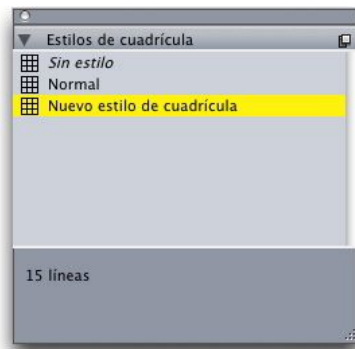 Estilos de cuadrícula
Sin estilo
Normal
Nuevo estilo de cuadrícula
15 líneas